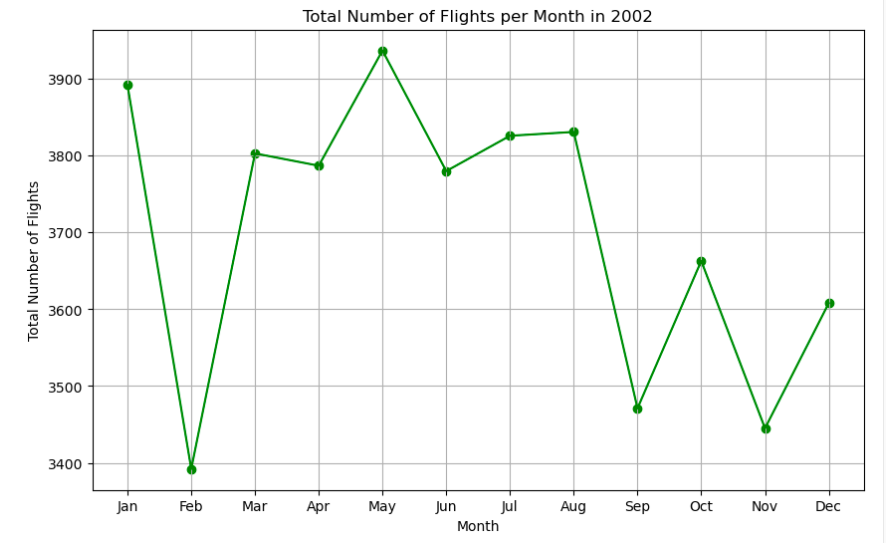 Total Number of Flights per Month in 2002
Total Number of Flights
3900
3800
3700
3600
3500
3400
Jan Feb Mar Apr May Jun Jul Aug Sep Oct Nov Dec
Month